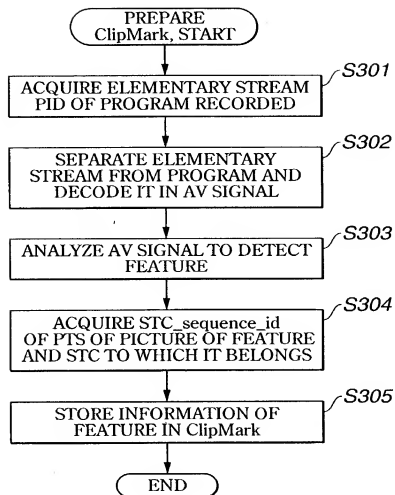 PREPARE
ClipMark, START
S301
ACQUIRE ELEMENTARY STREAM
PID OF PROGRAM RECORDED
S302
SEPARATE ELEMENTARY
STREAM FROM PROGRAM AND
DECODE IT IN AV SIGNAL
S303
ANALYZE AV SIGNAL TO DETECT
FEATURE
S304
ACQUIRE STC_sequence_id
OF PTS OF PICTURE OF FEATURE
AND STC TO WHICH IT BELONGS
S305
STORE INFORMATION OF
FEATURE IN ClipMark
END